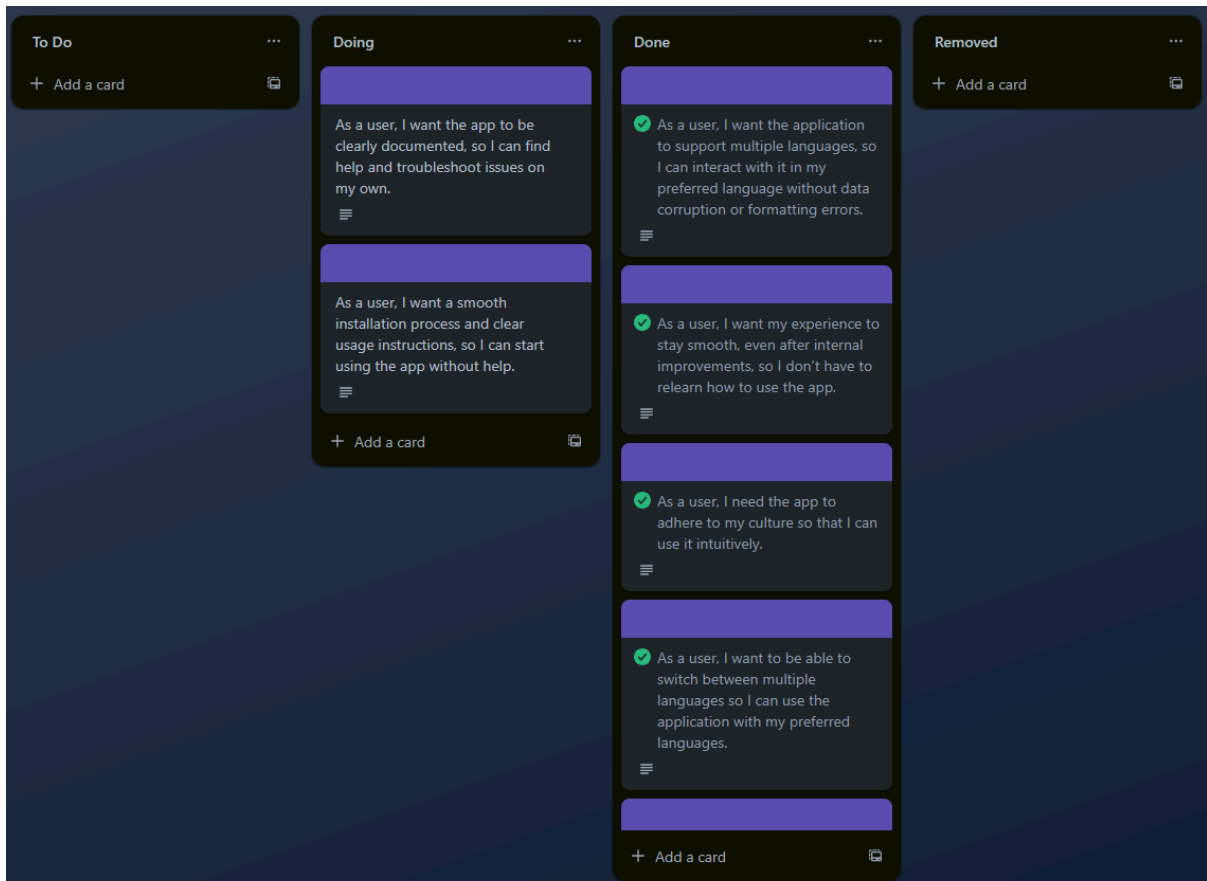 To Do
Add a card
Doing
As a user, I want the app to be
clearly documented, so I can find
help and troubleshoot issues on
my own.
As a user, I want a smooth
installation process and clear
usage instructions, so I can start
using the app without help.
Add a card
Done
As a user, I want the application
to support multiple languages, so
I can interact with it in my
preferred language without data
corruption or formatting errors.
As a user, I want my experience to
stay smooth, even after internal
improvements, so I don't have to
relearn how to use the app.
As a user, I need the app to
adhere to my culture so that I can
use it intuitively.
As a user, I want to be able to
switch between multiple
languages so I can use the
application with my preferred
languages.
Add a card
Removed
Add a card